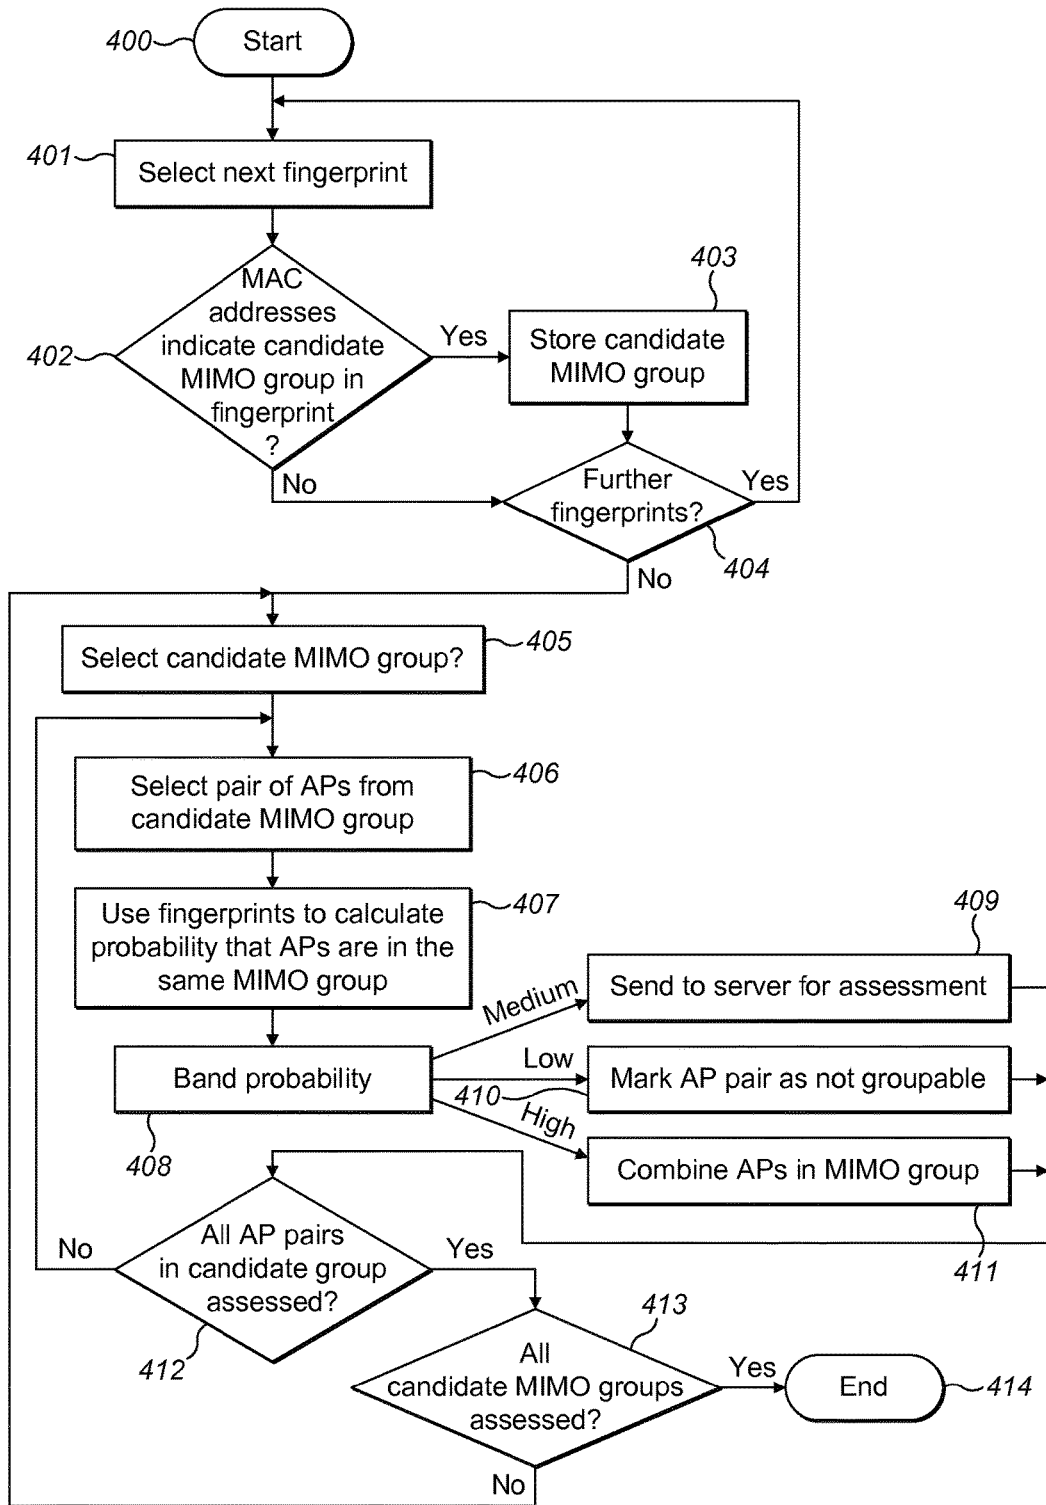 400
Start
401
Select next fingerprint
402
MAC
addresses
indicate candidate
MIMO group in
fingerprint
?
Yes
No
403
Store candidate
MIMO group
Further
fingerprints?
Yes
404
No
Select candidate MIMO group?
405
Select pair of APs from
candidate MIMO group
406
Use fingerprints to calculate
probability that APs are in the
same MIMO group
407
Band probability
408
Medium
Low
High
409
Send to server for assessment
410
Mark AP pair as not groupable
Combine APs in MIMO group
411
No
All AP pairs
in candidate group
assessed?
Yes
412
413
All
candidate MIMO groups
assessed?
Yes
End
414
No